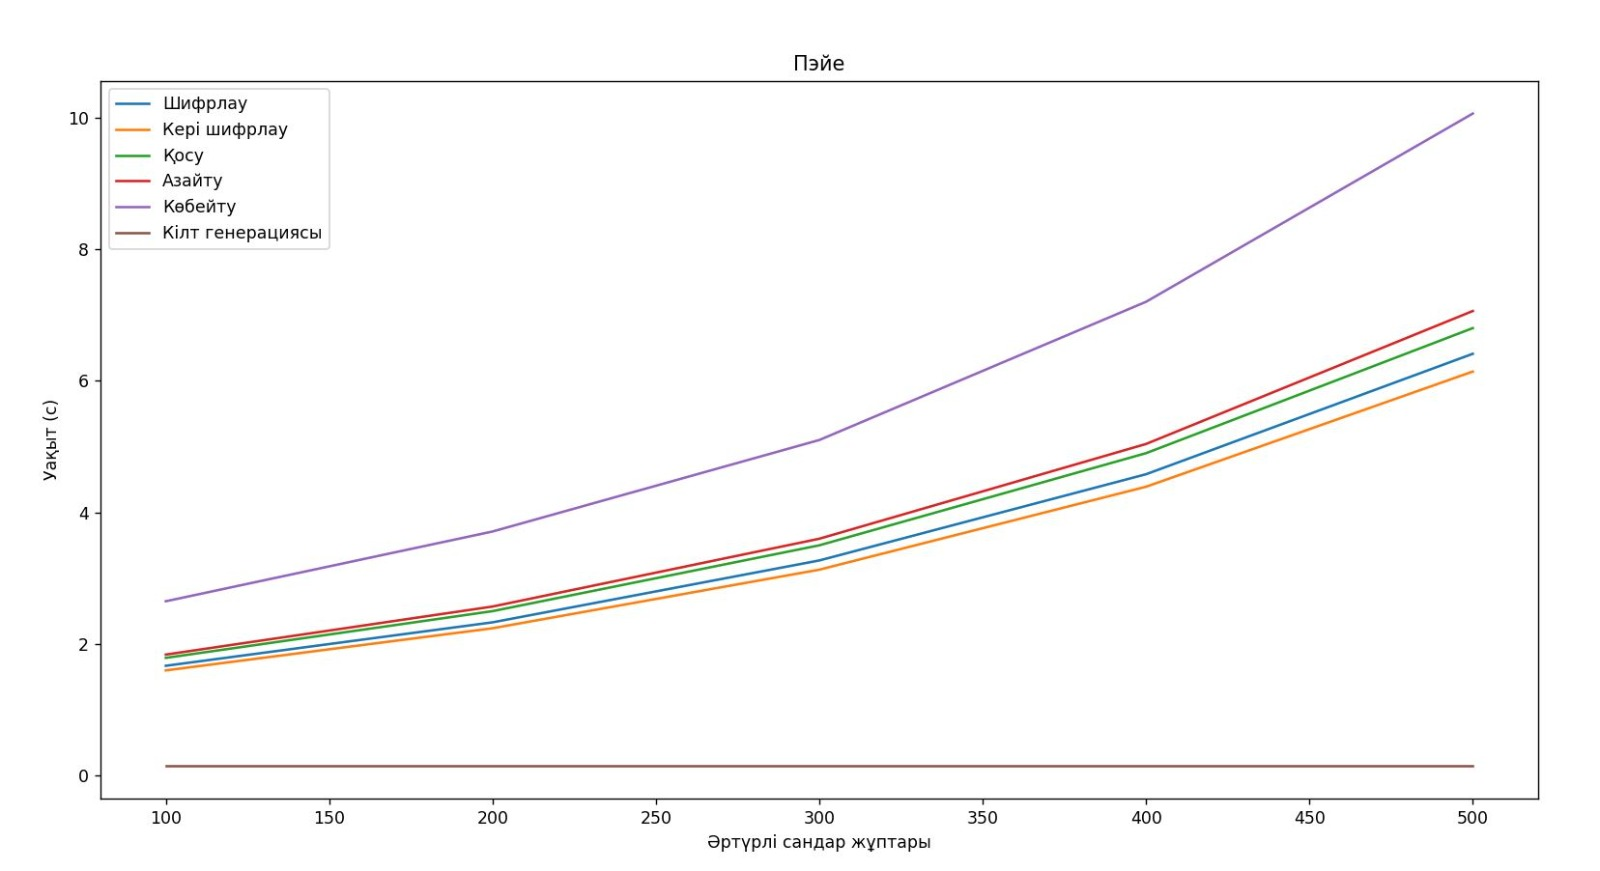 Пэйе
Шифрлау
Кері шифрлау
Қосу
Азайту
Көбейту
Кілт генерациясы
10
8
6
4
2
0
Уақыт (с)
100 150 200 250 300 350 400 450 500
Әртүрлі сандар жұптары